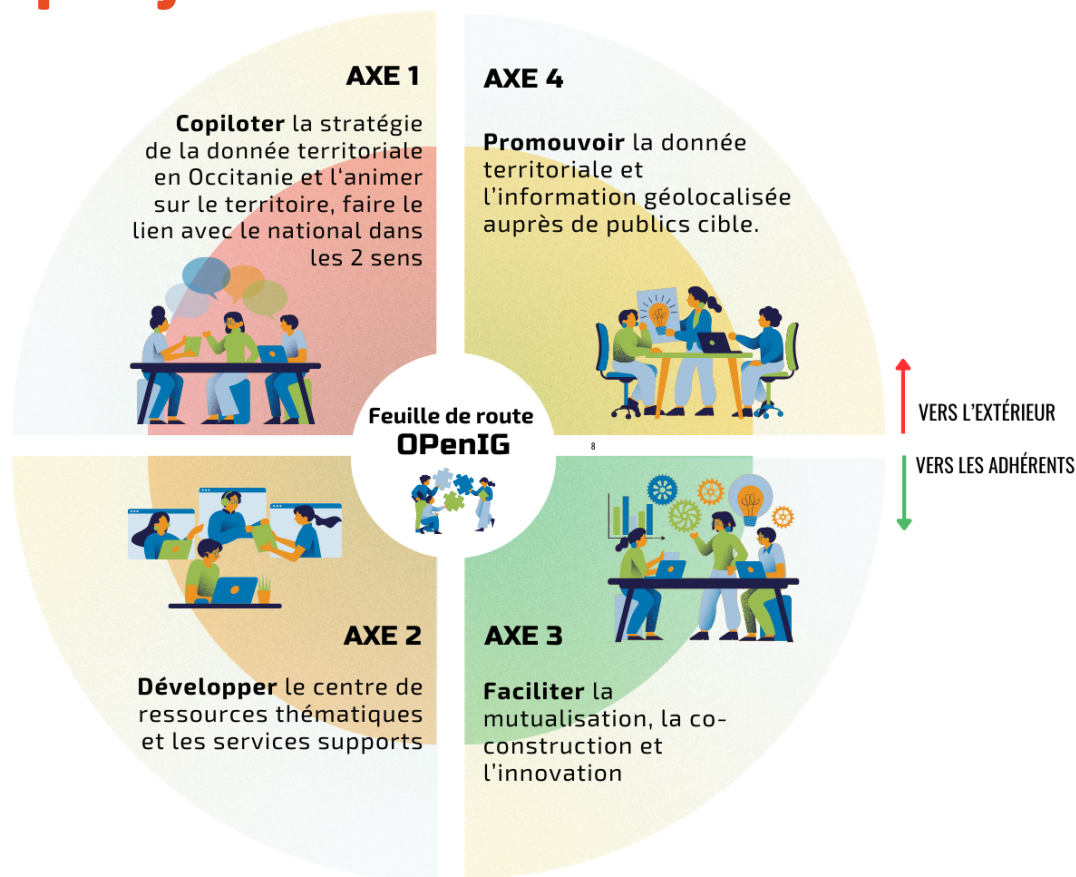 AXE 1
Copiloter la stratégie
de la donnée territoriale
en Occitanie et l'animer
sur le territoire, faire le
lien avec le national dans
les 2 sens
AXE 4
Promouvoir la donnée
territoriale et
l'information géolocalisée
auprès de publics cible.
Feuille de route
OPenIG
8
VERS L'EXTÉRIEUR
VERS LES ADHÉRENTS
AXE 2
Développer le centre de
ressources thématiques
et les services supports
AXE 3
Faciliter la
mutualisation, la co-
construction et
l'innovation